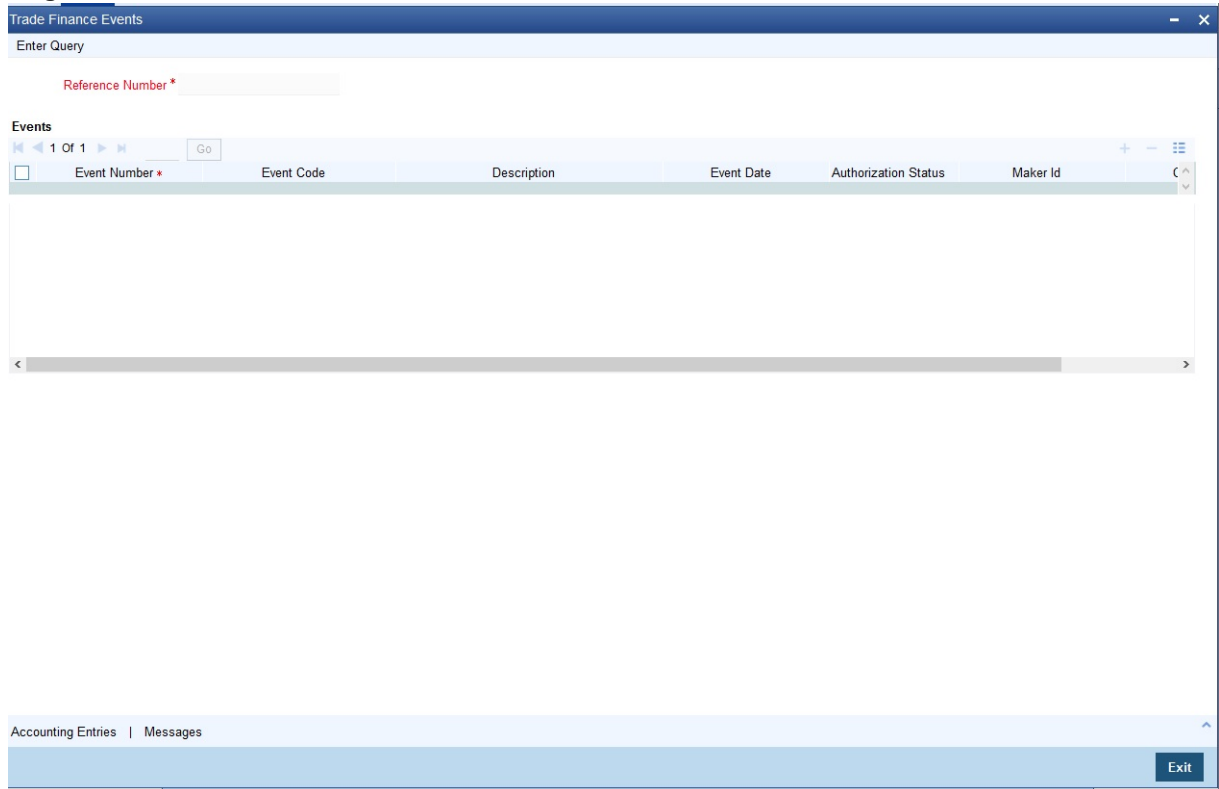 Trade Finance Events
Enter Query
Reference Number *
Events
1 Of 1 Go
Event Number * Event Code Description Event Date Authorization Status Maker Id
Accounting Entries | Messages
Exit